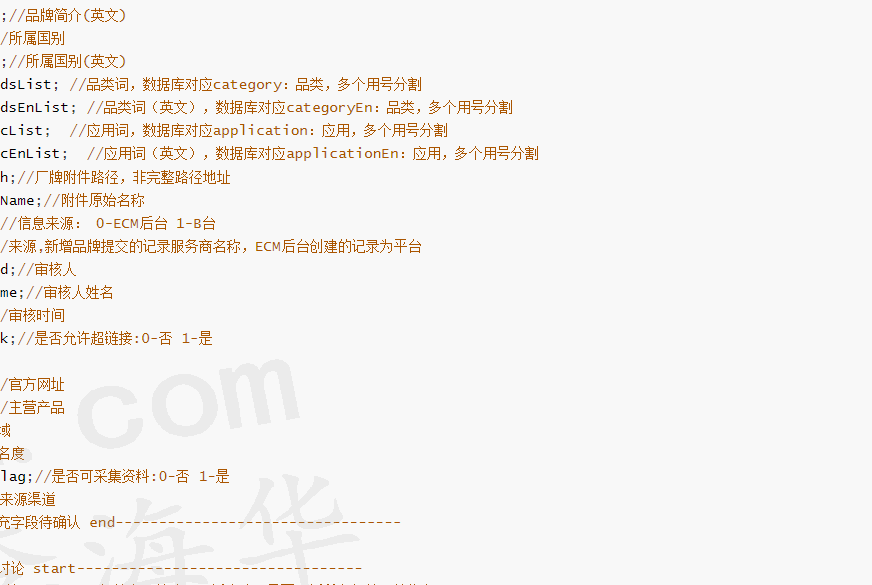 ;//品牌简介(英文)
/所属国别
;//所属国别(英文)
dsList; //品类词，数据库对应category：品类，多个用号分割
dsEnList; //品类词（英文），数据库对应categoryEn：品类，多个用号分割
cList;  //应用词，数据库对应application：应用，多个用号分割
cEnList;  //应用词（英文），数据库对应applicationEn：应用，多个用号分割
h;//厂牌附件路径，非完整路径地址
Name;//附件原始名称
//信息来源： 0-ECM后台 1-B台
/来源,新增品牌提交的记录服务商名称，ECM后台创建的记录为平台
d;//审核人
me;//审核人姓名
/审核时间
k;//是否允许超链接:0-否 1-是
/官方网址
/主营产品
域
名度
lag;//是否可采集资料:0-否 1-是
来源渠道
充字段待确认 end---------------------------------
讨论 start---------------------------------
.com
海华